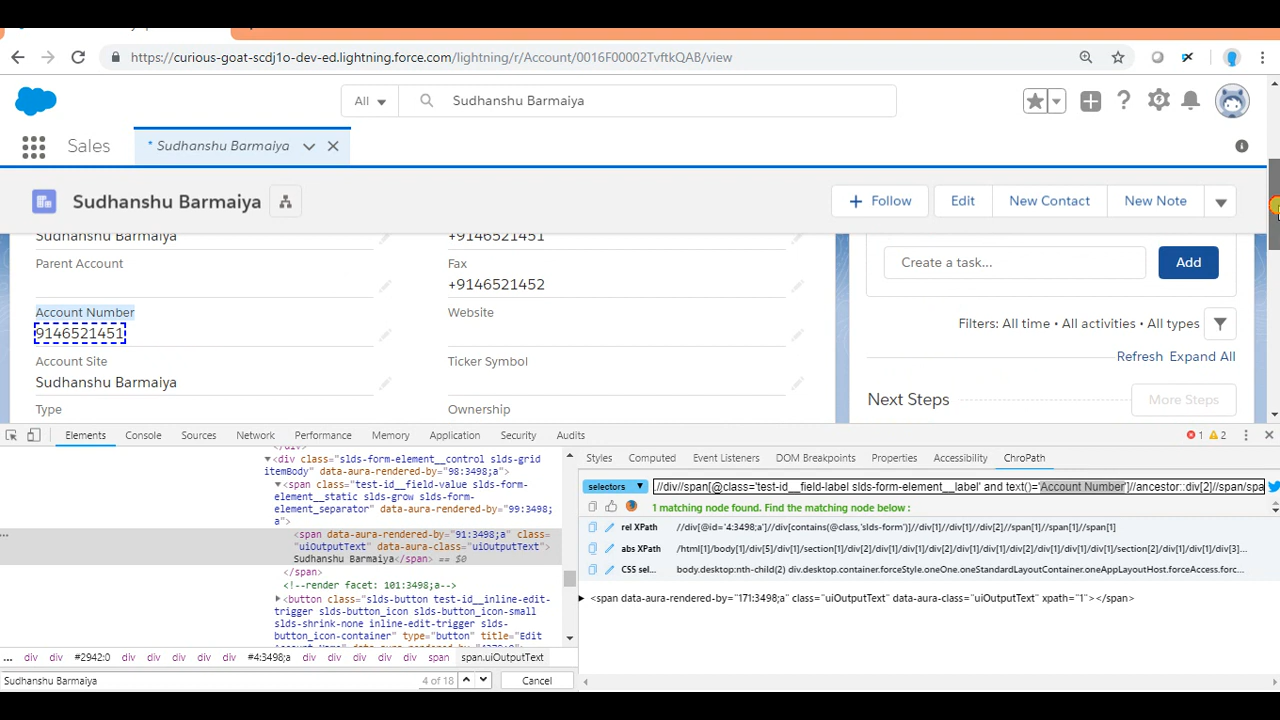 https://curious-goat-scdj1o-dev-ed.lightning.force.com/lightning/r/Account/0016F00002TvftkQAB/view
All
Sudhanshu Barmaiya
Sales
* Sudhanshu Barmaiya
Sudhanshu Barmaiya
Follow
Edit
New Contact
New Note
Sudhanshu Barmaiya
+9146521451
Parent Account
Fax
+9146521452
Create a task...
Add
Account Number
9146521451
Website
Filters: All time • All activities • All types
Account Site
Sudhanshu Barmaiya
Ticker Symbol
Refresh Expand All
Type
Ownership
Next Steps
More Steps
Elements Console Sources Network Performance Memory Application Security Audits
1 2
<div class="slds-form-element__control slds-grid
itemBody" data-aura-rendered-by="98:3498;a">
<span class="test-id__field-value slds-form-
element__static slds-grow slds-form-
element_separator" data-aura-rendered-by="99:3498;
a">
<span data-aura-rendered-by="91:3498;a" class=
"uiOutputText" data-aura-class="uiOutputText">
Sudhanshu Barmaiya</span> == $0
</span>
<!--render facet: 101:3498;a-->
<button class="slds-button test-id__inline-edit-
trigger slds-button_icon slds-button_icon-small
slds-shrink-none inline-edit-trigger slds-
button_icon-container" type="button" title="Edit
... div div #2942:0 div div div div #4:3498;a div div div div span span.uiOutputText
Sudhanshu Barmaiya
4 of 18
Cancel
Styles Computed Event Listeners DOM Breakpoints Properties Accessibility ChroPath
selectors
//div//span[@class='test-id__field-label slds-form-element__label' and text()='Account Number']//ancestor::div[2]//span/spa
1 matching node found. Find the matching node below :
rel XPath //div[@id='4:3498;a']//div[contains(@class,'slds-form')]//div[1]//div[1]//div[2]//span[1]//span[1]//span[1]
abs XPath /html[1]/body[1]/div[5]/div[1]/div[1]/div[2]/div[1]/div[1]/div[1]/div[2]/div[1]/div[1]/div[5]section[2]/div[1]/div[3]...
CSS sel... body.desktop:nth-child(2) div.desktop.container.forceStyle.oneOne.oneStandardLayoutContainer.oneAppLayoutHost.forceAccess.forc...
<span data-aura-rendered-by="171:3498;a" class="uiOutputText" data-aura-class="uiOutputText" xpath="1"></span>